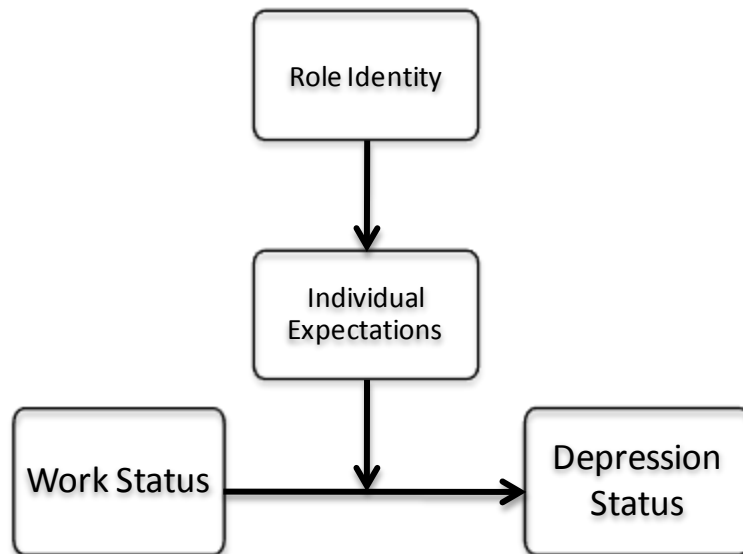 Role Identity
Individual
Expectations
Work Status
Depression
Status